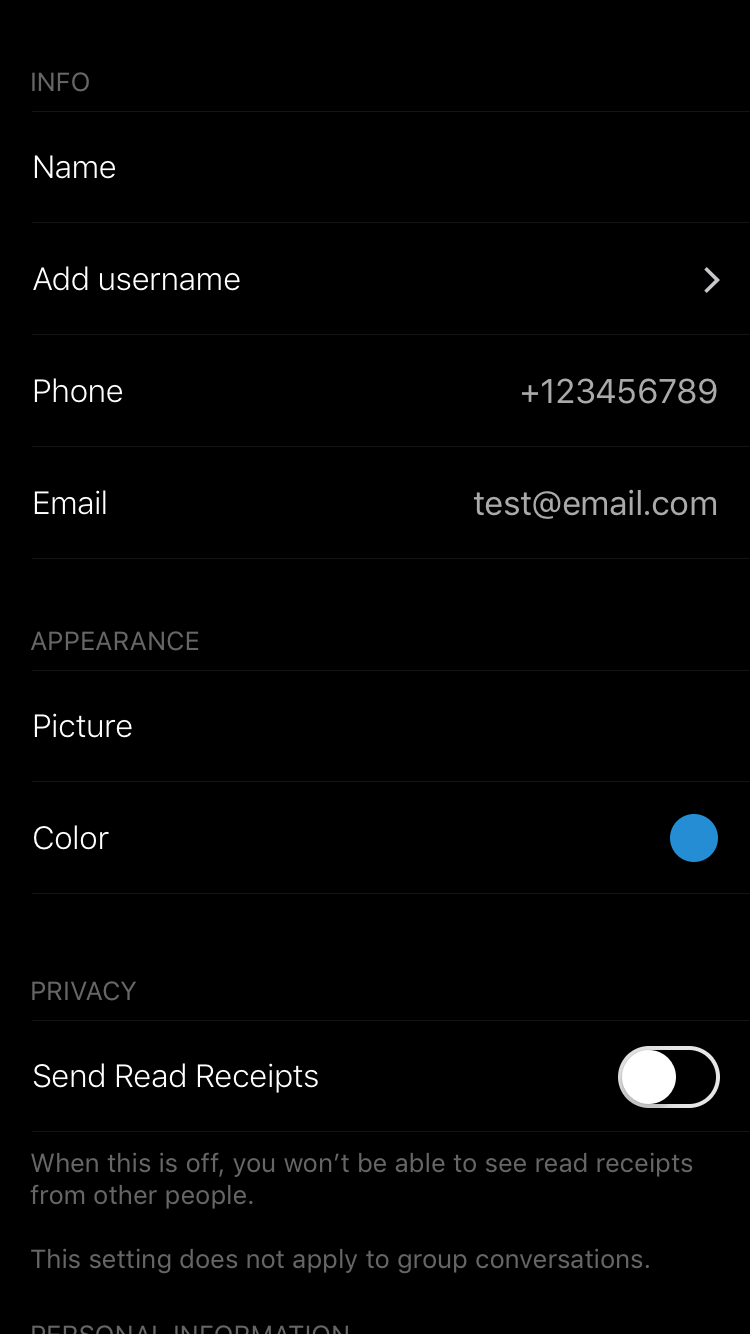 INFO
Name
Add username
Phone +123456789
Email test@email.com
APPEARANCE
Picture
Color
PRIVACY
Send Read Receipts
When this is off, you won’t be able to see read receipts
from other people.
This setting does not apply to group conversations.
PERSONAL INFORMATION